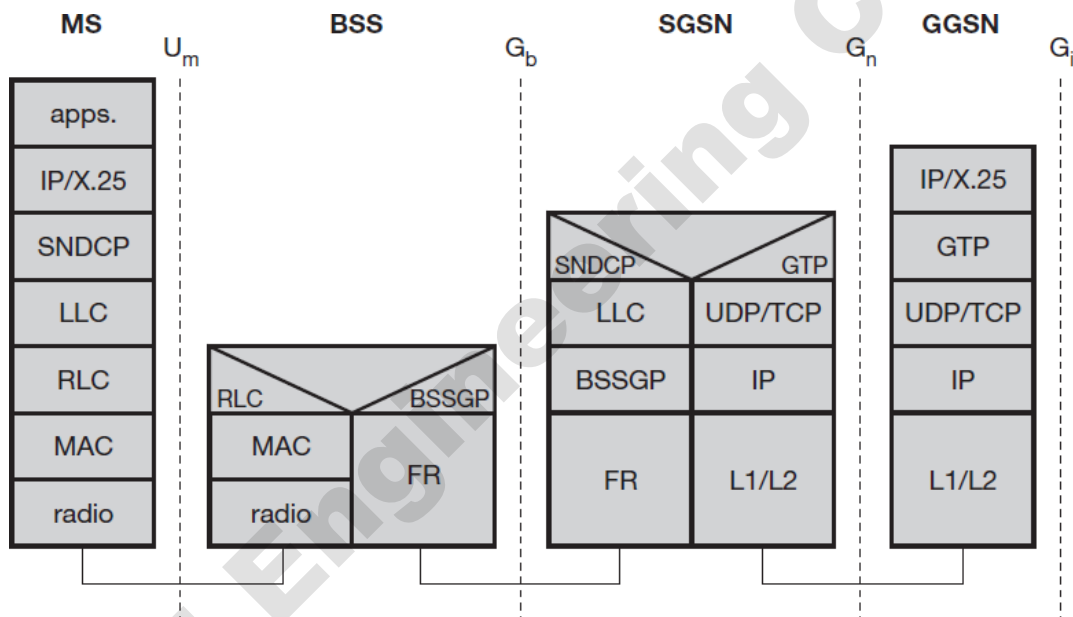 MS BSS SGSN GGSN
Um Gb Gn Gi
apps.
IP/X.25 IP/X.25
SNDCP SNDCP GTP GTP
LLC LLC UDP/TCP UDP/TCP
RLC RLC BSSGP BSSGP IP IP
MAC MAC FR FR L1/L2 L1/L2
radio radio
Engineering